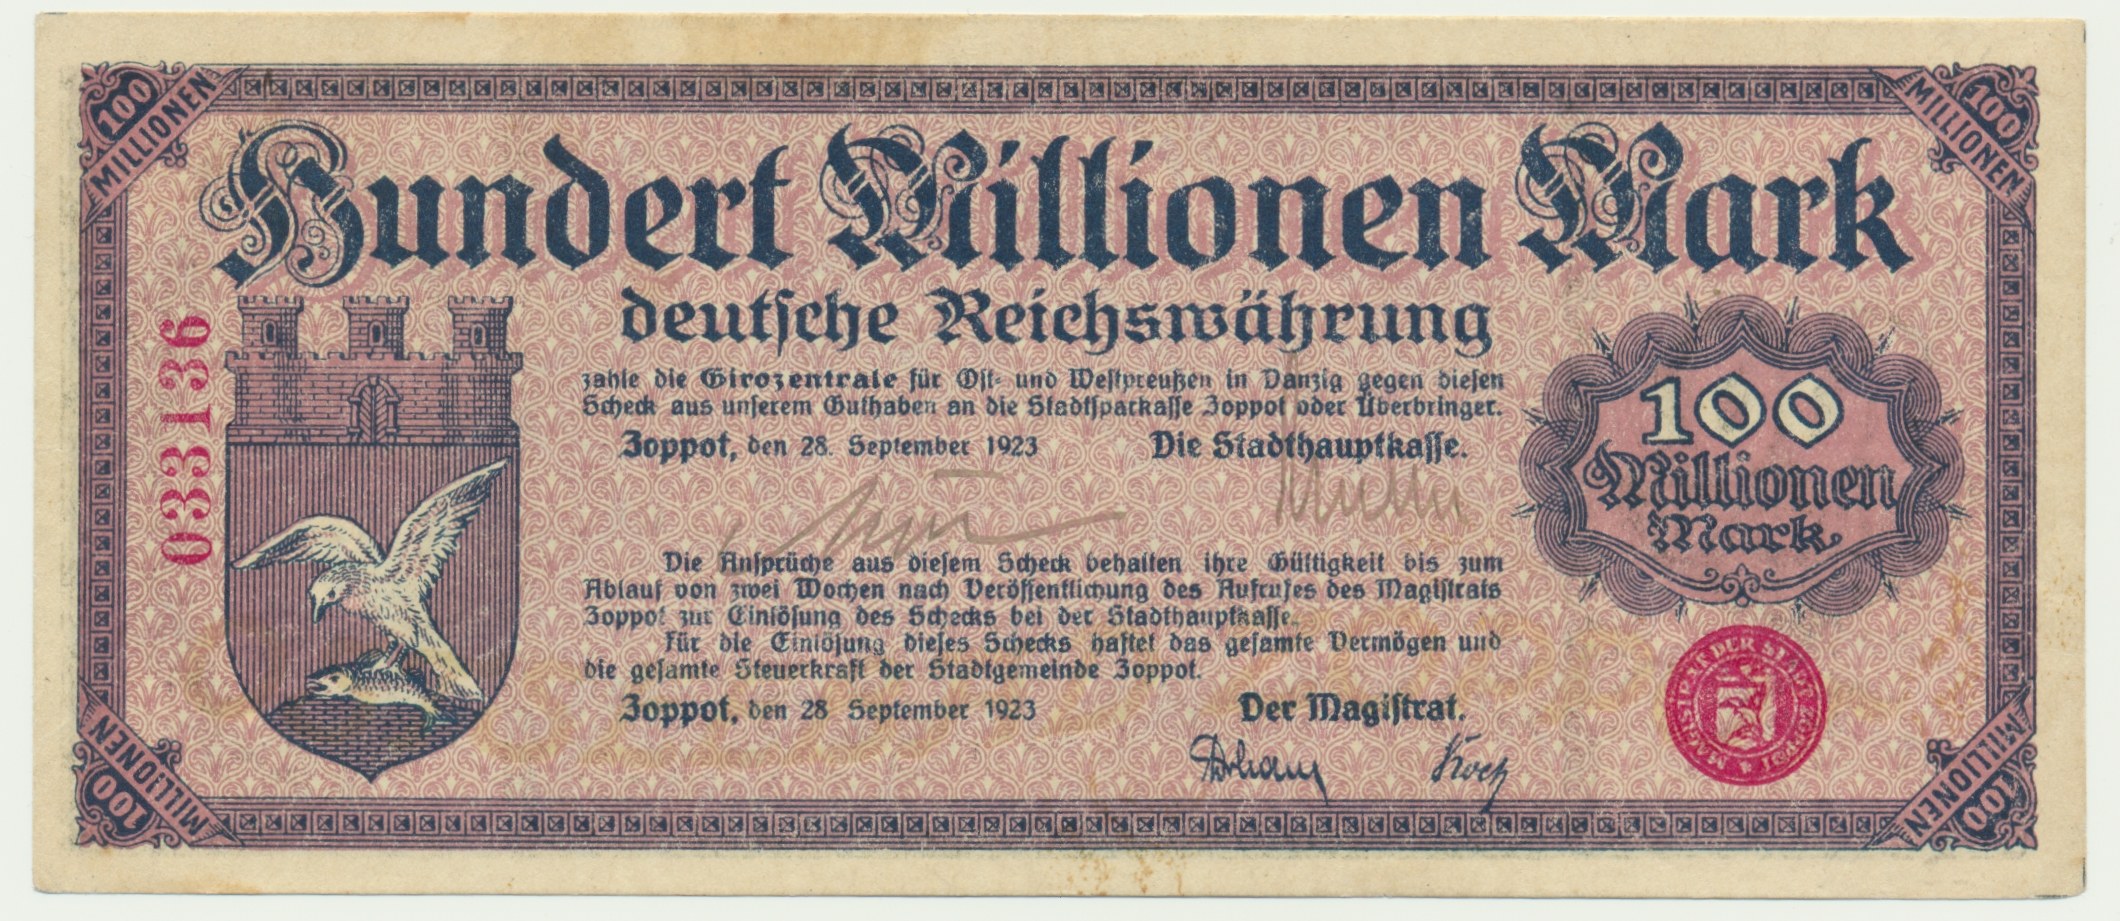 100
MILLIONEN
100
MILLIONEN
Hundert Millionen Mark
deutsche Reichswährung
zahle die Girozentrale für Ost- und Westpreußen in Danzig gegen diesen
Scheck aus unserem Guthaben an die Stadtsparkasse Zoppot oder Überbringer.
Zoppot, den 28. September 1923 Die Stadthauptkasse.
033136
100
Millionen
Mark
Die Ansprüche aus diesem Scheck behalten ihre Gültigkeit bis zum
Ablauf von zwei Wochen nach Veröffentlichung des Aufrufes des Magistrats
Zoppot zur Einlösung des Schecks bei der Stadthauptkasse.
Für die Einlösung dieses Schecks haftet das gesamte Vermögen und
die gesamte Steuerkraft der Stadtgemeinde Zoppot.
Zoppot, den 28 September 1923 Der Magistrat.
MAGISTRAT DER STADT ZOPPOT
100
MILLIONEN
100
MILLIONEN